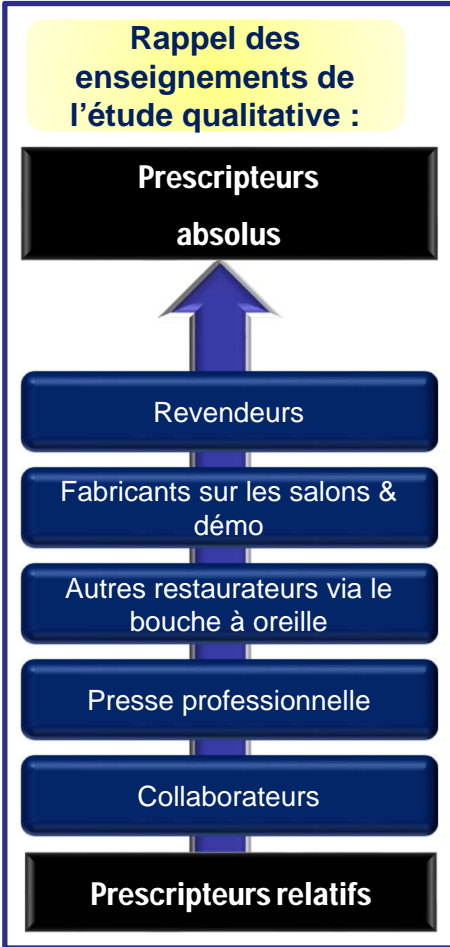 Rappel des
enseignements de
l'étude qualitative :
Prescripteurs
absolus
Revendeurs
Fabricants sur les salons &
démo
Autres restaurateurs via le
bouche à oreille
Presse professionnelle
Collaborateurs
Prescripteurs relatifs